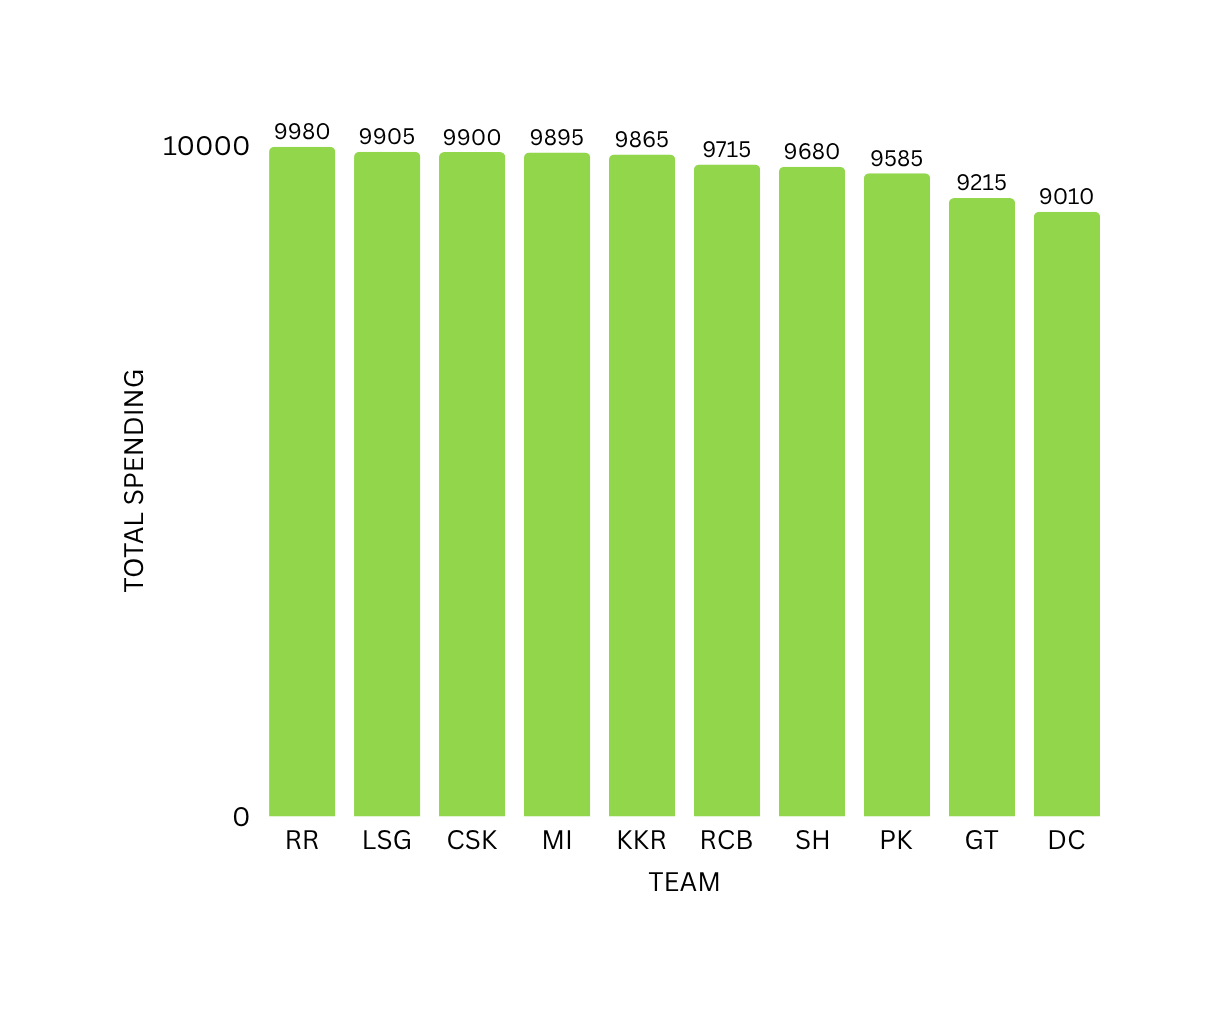 9980 9905 9900 9895 9865 9715 9680 9585 9215 9010
10000
TOTAL SPENDING
0
RR LSG CSK MI KKR RCB SH PK GT DC
TEAM